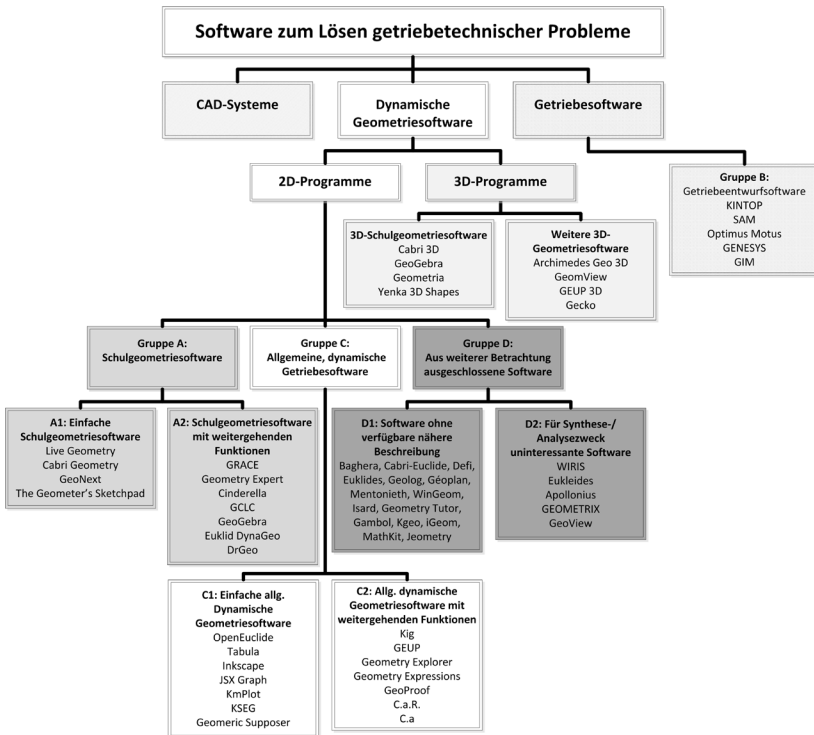 Software zum Lösen getriebetechnischer Probleme
CAD-Systeme
Dynamische
Geometriesoftware
Getriebesoftware
2D-Programme
3D-Programme
Gruppe B:
Getriebeentwurfsoftware
KINTOP
SAM
Optimus Motus
GENESYS
GIM
3D-Schulgeometriesoftware
Cabri 3D
GeoGebra
Geometria
Yenka 3D Shapes
Weitere 3D-
Geometriesoftware
Archimedes Geo 3D
GeomView
GEUP 3D
Gecko
Gruppe A:
Schulgeometriesoftware
Gruppe C:
Allgemeine, dynamische
Getriebesoftware
Gruppe D:
Aus weiterer Betrachtung
ausgeschlossene Software
A1: Einfache
Schulgeometriesoftware
Live Geometry
Cabri Geometry
GeoNext
The Geometer's Sketchpad
A2: Schulgeometriesoftware
mit weitergehenden
Funktionen
GRACE
Geometry Expert
Cinderella
GCLC
GeoGebra
Euklid DynaGeo
DrGeo
D1: Software ohne
verfügbare nähere
Beschreibung
Baghera, Cabri-Euclide, Defi,
Euklides, Geolog, Géoplan,
Mentonieth, WinGeom,
Isard, Geometry Tutor,
Gambol, Kgeo, iGeom,
MathKit, Jeometry
D2: Für Synthese-/
Analysezweck
uninteressante Software
WIRIS
Eukleides
Apollonius
GEOMETRIX
GeoView
C1: Einfache allg.
Dynamische
Geometriesoftware
OpenEuclide
Tabula
Inkscape
JSX Graph
KmPlot
KSEG
Geomeric Supposer
C2: Allg. dynamische
Geometriesoftware mit
weitergehenden Funktionen
Kig
GEUP
Geometry Explorer
Geometry Expressions
GeoProof
C.a.R.
C.a